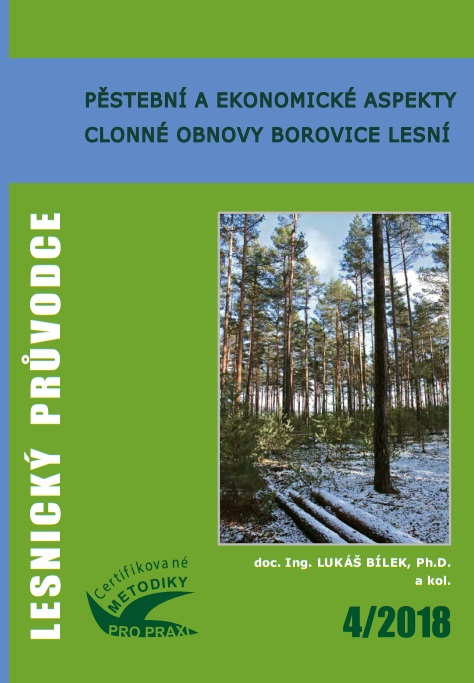 PĚSTEBNÍ A EKONOMICKÉ ASPEKTY
CLONNÉ OBNOVY BOROVICE LESNÍ
LESNICKÝ PRŮVODCE
doc. Ing. LUKÁŠ BÍLEK, Ph.D.
a kol.
Certifikované
METODIKY
PRO PRAXI
4/2018